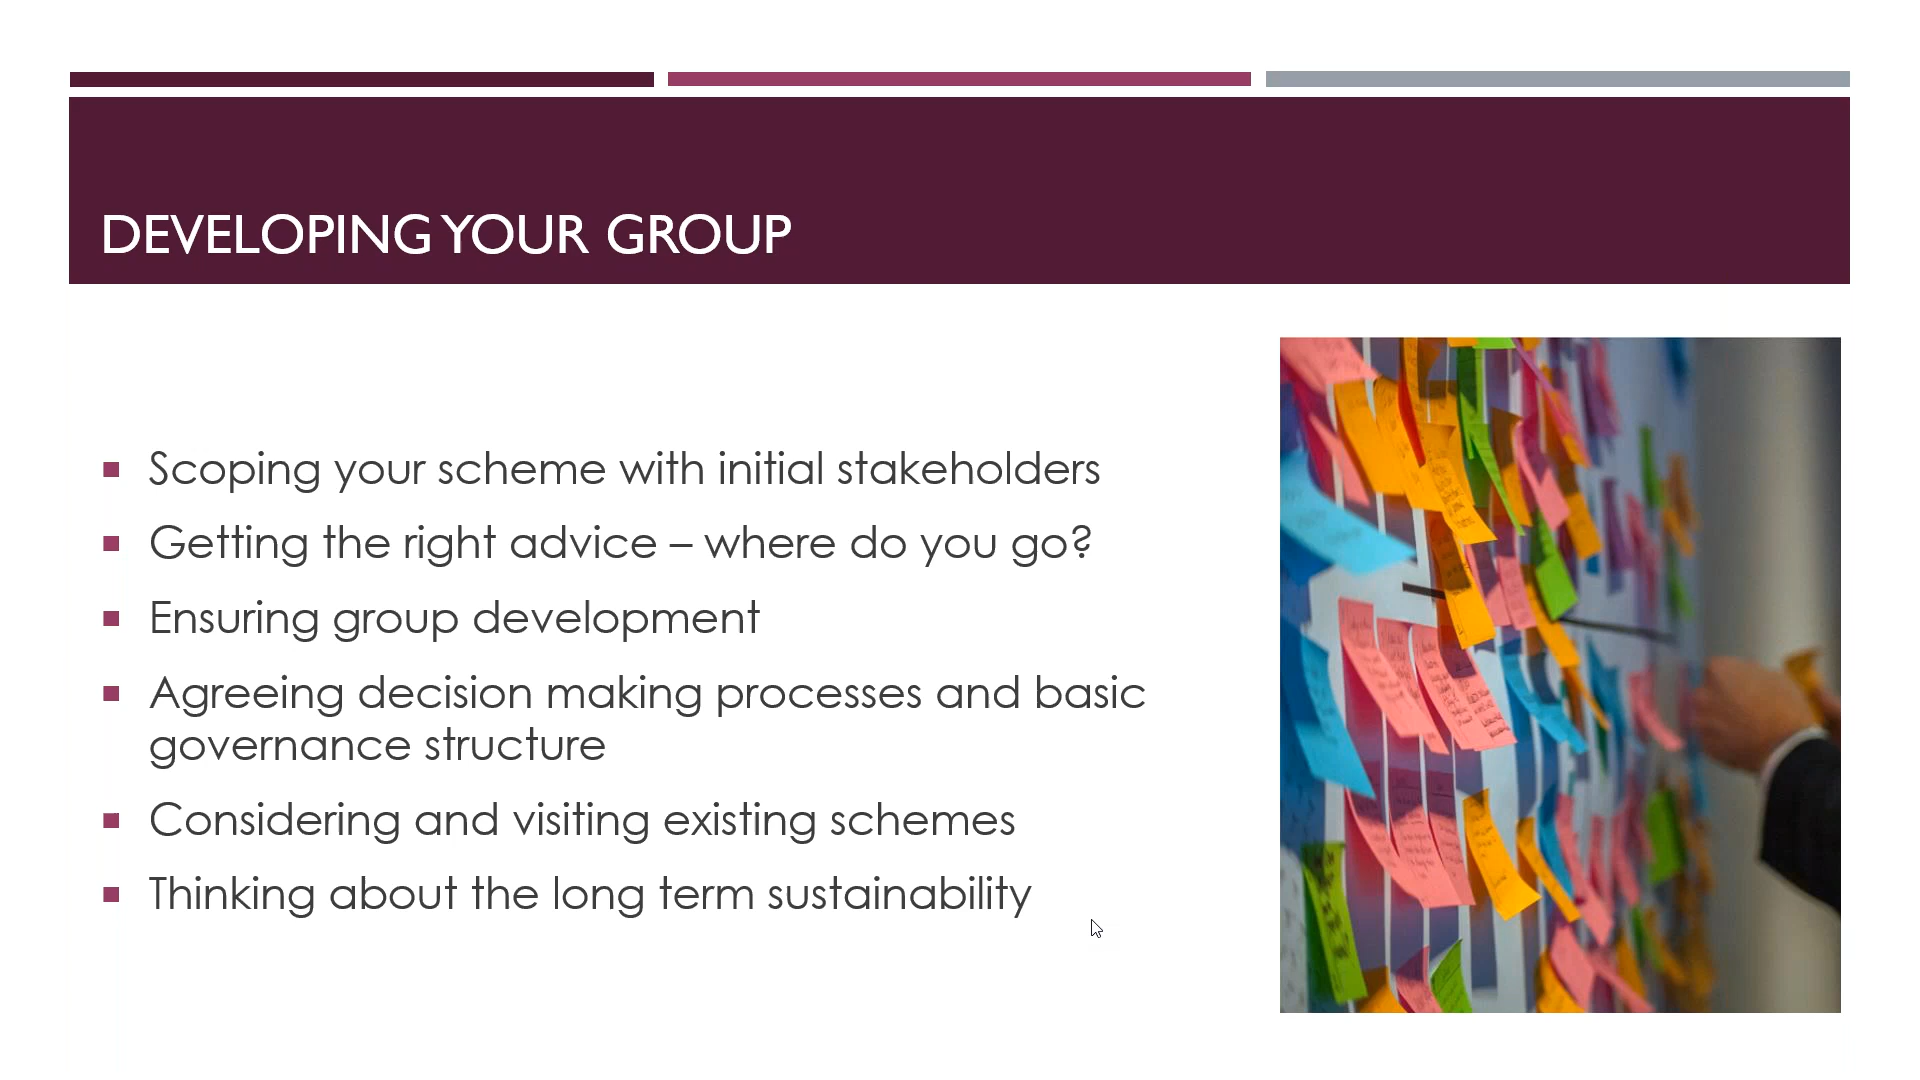 DEVELOPING YOUR GROUP
Scoping your scheme with initial stakeholders
Getting the right advice – where do you go?
Ensuring group development
Agreeing decision making processes and basic
governance structure
Considering and visiting existing schemes
Thinking about the long term sustainability